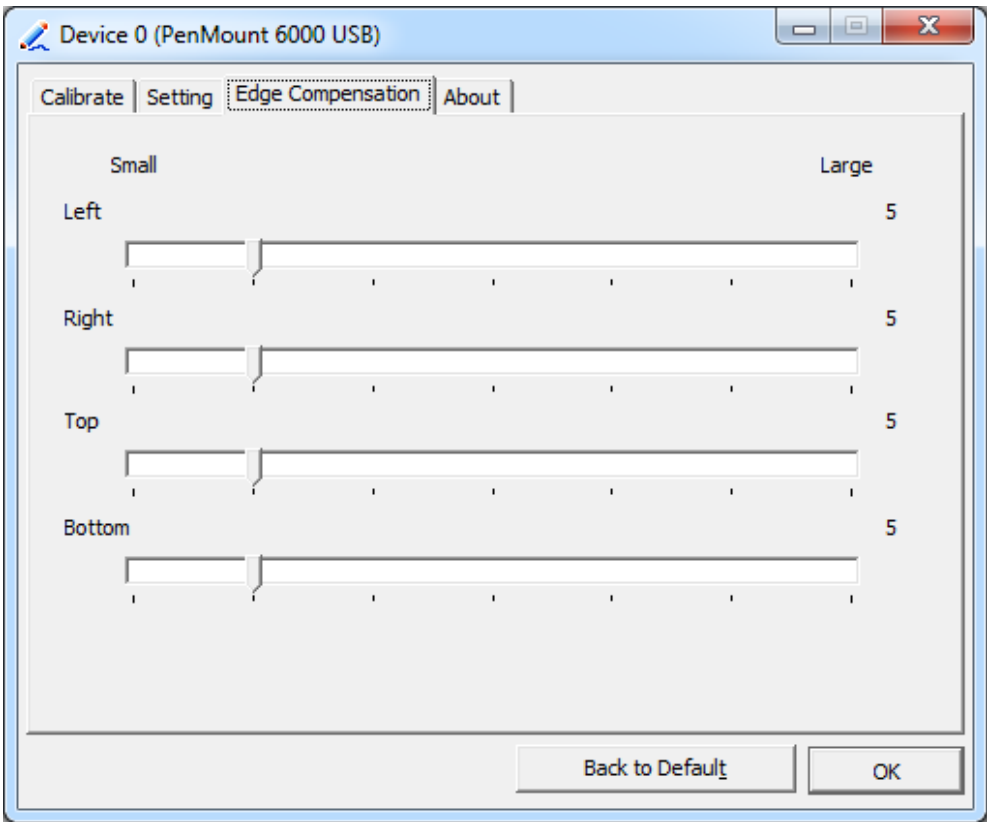 Device 0 (PenMount 6000 USB)
Calibrate Setting Edge Compensation About
Small Large
Left 5
Right 5
Top 5
Bottom 5
Back to Default OK